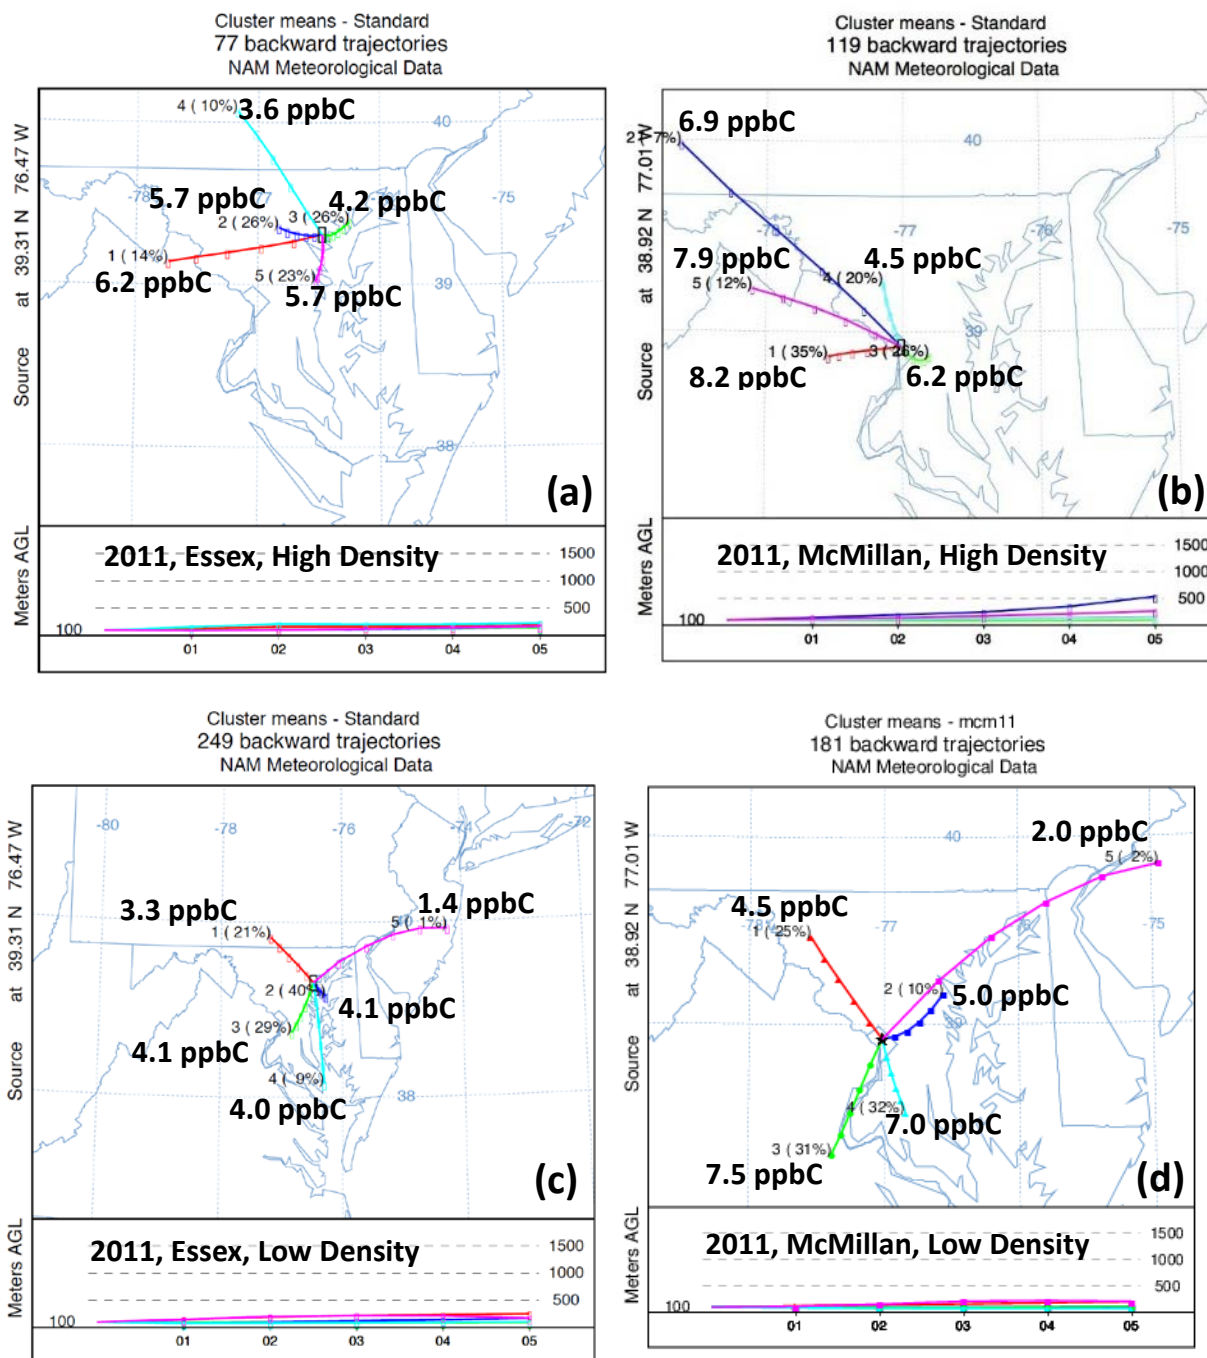 Cluster means - Standard
77 backward trajectories
NAM Meteorological Data
Source at 39.31 N 76.47 W
4 ( 10%)
3.6 ppbC
40
-78
-77
-75
5.7 ppbC
4.2 ppbC
2 (26%)
3 ( 26%)
1 ( 14%)
6.2 ppbC
5 ( 23%)
5.7 ppbC
39
38
(a)
Meters AGL
2011, Essex, High Density
1500
1000
500
100
01 02 03 04 05
Cluster means - Standard
119 backward trajectories
NAM Meteorological Data
Source at 38.92 N 77.01 W
6.9 ppbC
40
-77
-76
-75
7.9 ppbC
4.5 ppbC
5 ( 12%)
4 ( 20%)
1 ( 35%)
3 ( 26%)
39
8.2 ppbC
6.2 ppbC
(b)
Meters AGL
2011, McMillan, High Density
1500
1000
500
100
01 02 03 04 05
Cluster means - Standard
249 backward trajectories
NAM Meteorological Data
Source at 39.31 N 76.47 W
-80
-78
-76
-74
-72
3.3 ppbC
1.4 ppbC
1 ( 21%)
5 ( 1%)
2 ( 40%)
4.1 ppbC
3 ( 29%)
4.1 ppbC
4 ( 9%)
4.0 ppbC
38
(c)
Meters AGL
2011, Essex, Low Density
1500
1000
500
100
01 02 03 04 05
Cluster means - mcm11
181 backward trajectories
NAM Meteorological Data
Source at 38.92 N 77.01 W
40
2.0 ppbC
5 ( 2%)
4.5 ppbC
-77
-75
1 ( 25%)
2 ( 10%)
5.0 ppbC
39
4 ( 32%)
7.0 ppbC
3 ( 31%)
7.5 ppbC
(d)
Meters AGL
2011, McMillan, Low Density
1500
1000
500
100
01 02 03 04 05